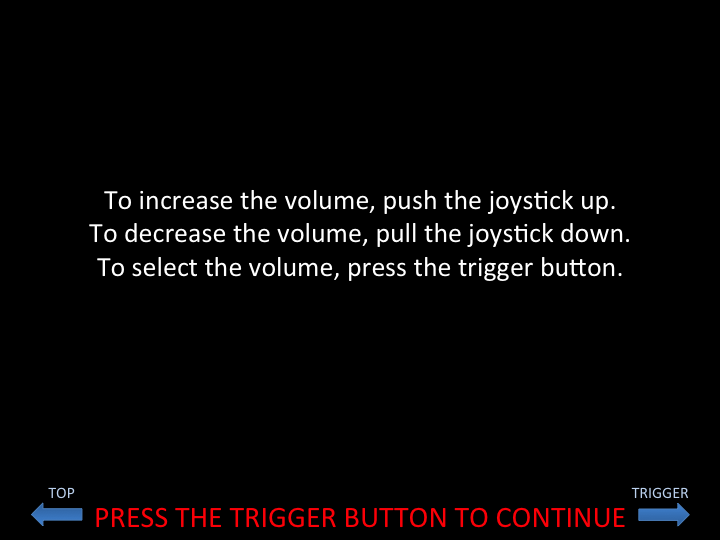 To increase the volume, push the joystick up.
To decrease the volume, pull the joystick down.
To select the volume, press the trigger button.
TOP
TRIGGER
PRESS THE TRIGGER BUTTON TO CONTINUE